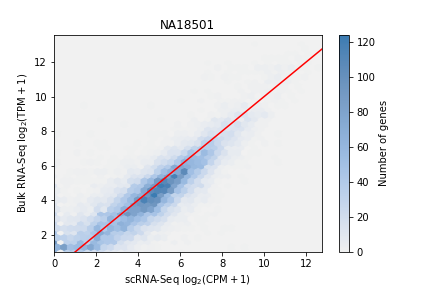 NA18501
Bulk RNA-Seq log₂(TPM + 1)
12
10
8
6
4
2
0 2 4 6 8 10 12
scRNA-Seq log₂(CPM + 1)
120
100
80
60
40
20
0
Number of genes